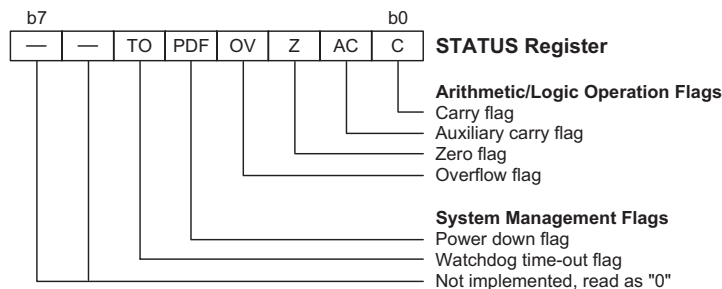 b7 b0
— — TO PDF OV Z AC C STATUS Register
Arithmetic/Logic Operation Flags
Carry flag
Auxiliary carry flag
Zero flag
Overflow flag
System Management Flags
Power down flag
Watchdog time-out flag
Not implemented, read as "0"